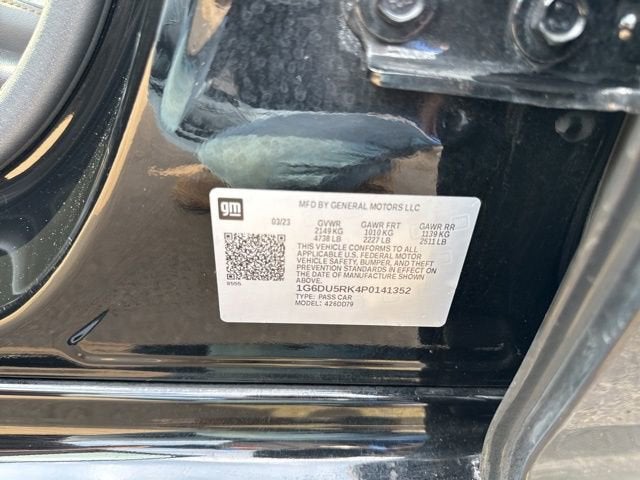 gm
MFD BY GENERAL MOTORS LLC
03/23 GVWR GAWR FRT GAWR RR
2149 KG 1010 KG 1139 KG
4738 LB 2227 LB 2511 LB
THIS VEHICLE CONFORMS TO ALL
APPLICABLE U.S. FEDERAL MOTOR
VEHICLE SAFETY, BUMPER, AND THEFT
PREVENTION STANDARDS IN EFFECT ON
THE DATE OF MANUFACTURE SHOWN
ABOVE.
1G6DU5RK4P0141352
TYPE: PASS CAR
MODEL: 426DD79